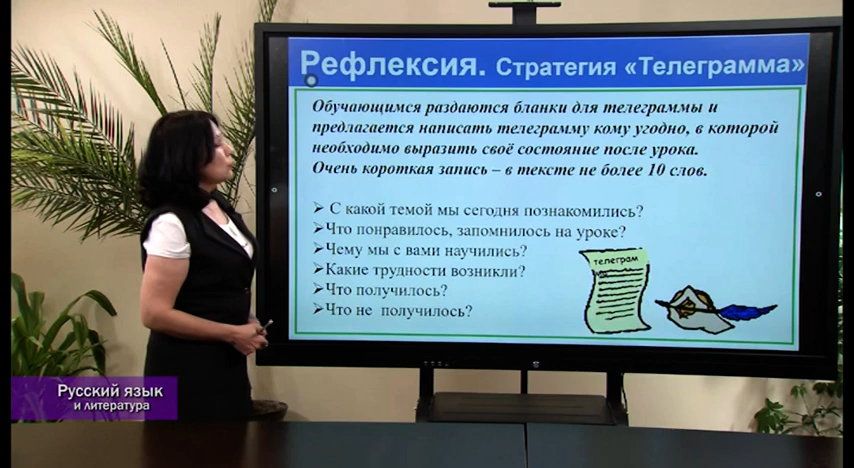 Рефлексия. Стратегия «Телеграмма»
Обучающимся раздаются бланки для телеграммы и
предлагается написать телеграмму кому угодно, в которой
необходимо выразить своё состояние после урока.
Очень короткая запись – в тексте не более 10 слов.
➢ С какой темой мы сегодня познакомились?
➢Что понравилось, запомнилось на уроке?
➢Чему мы с вами научились?
➢Какие трудности возникли?
➢Что получилось?
➢Что не получилось?
телеграм
Русский язык
и литература